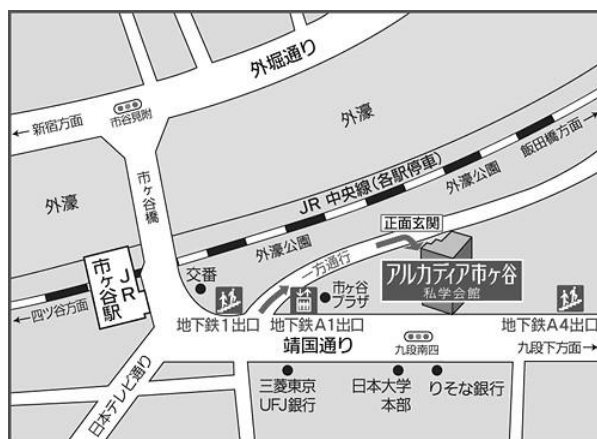 外堀通り
←新宿方面
市谷見附
外濠
飯田橋方面→
JR 中央線(各駅停車)
外濠公園
外濠
市ヶ谷橋
外濠公園
正面玄関
一方通行
アルカディア市ヶ谷
私学会館
JR
市ヶ谷駅
交番
市ヶ谷
プラザ
←四ツ谷方面
地下鉄1出口
地下鉄A1出口
地下鉄A4出口
靖国通り
九段南四
九段下方面→
日本テレビ通り
三菱東京
UFJ銀行
日本大学
本部
りそな銀行